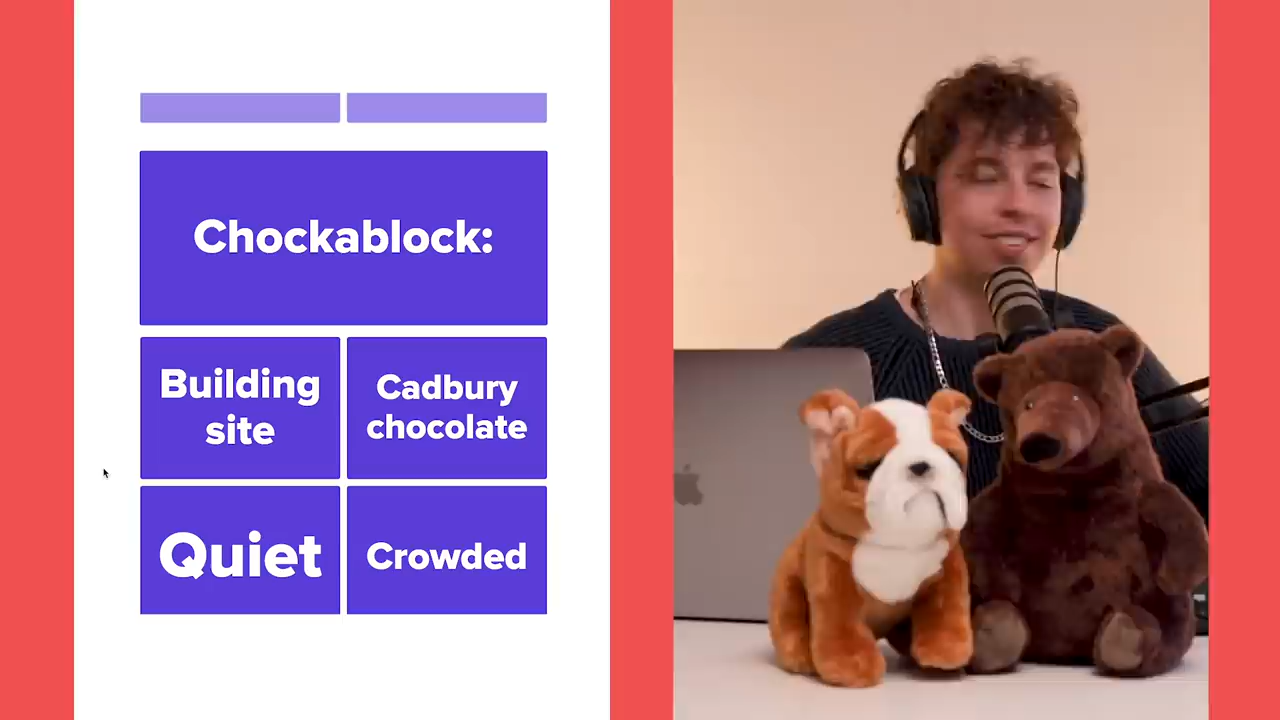 Chockablock:
Building
site
Cadbury
chocolate
Quiet
Crowded